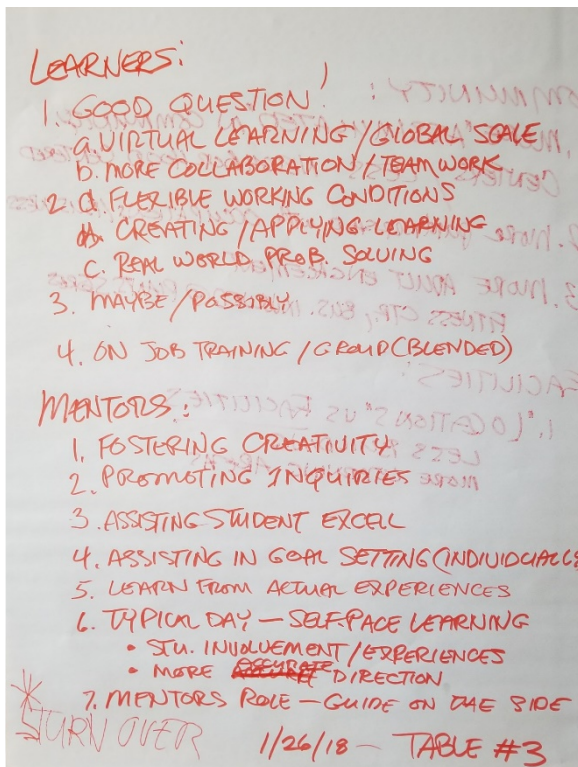 LEARNERS:
1. GOOD QUESTION!
a. VIRTUAL LEARNING / GLOBAL SCALE
b. MORE COLLABORATION / TEAMWORK
2. a. FLEXIBLE WORKING CONDITIONS
b. CREATING / APPLYING LEARNING
C. REAL WORLD PROB. SOLVING
3. MAYBE / POSSIBLY
4. ON JOB TRAINING / GROUP (BLENDED)
MENTORS:
1. FOSTERING CREATIVITY
2. PROMOTING INQUIRIES
3. ASSISTING STUDENT EXCELL
4. ASSISTING IN GOAL SETTING (INDIVIDUALLY
5. LEARN FROM ACTUAL EXPERIENCES
6. TYPICAL DAY — SELF-PACE LEARNING
• STU. INVOLVEMENT / EXPERIENCES
• MORE DIRECTION
7. MENTORS ROLE — GUIDE ON THE SIDE
* TURN OVER
1/26/18 — TABLE #3